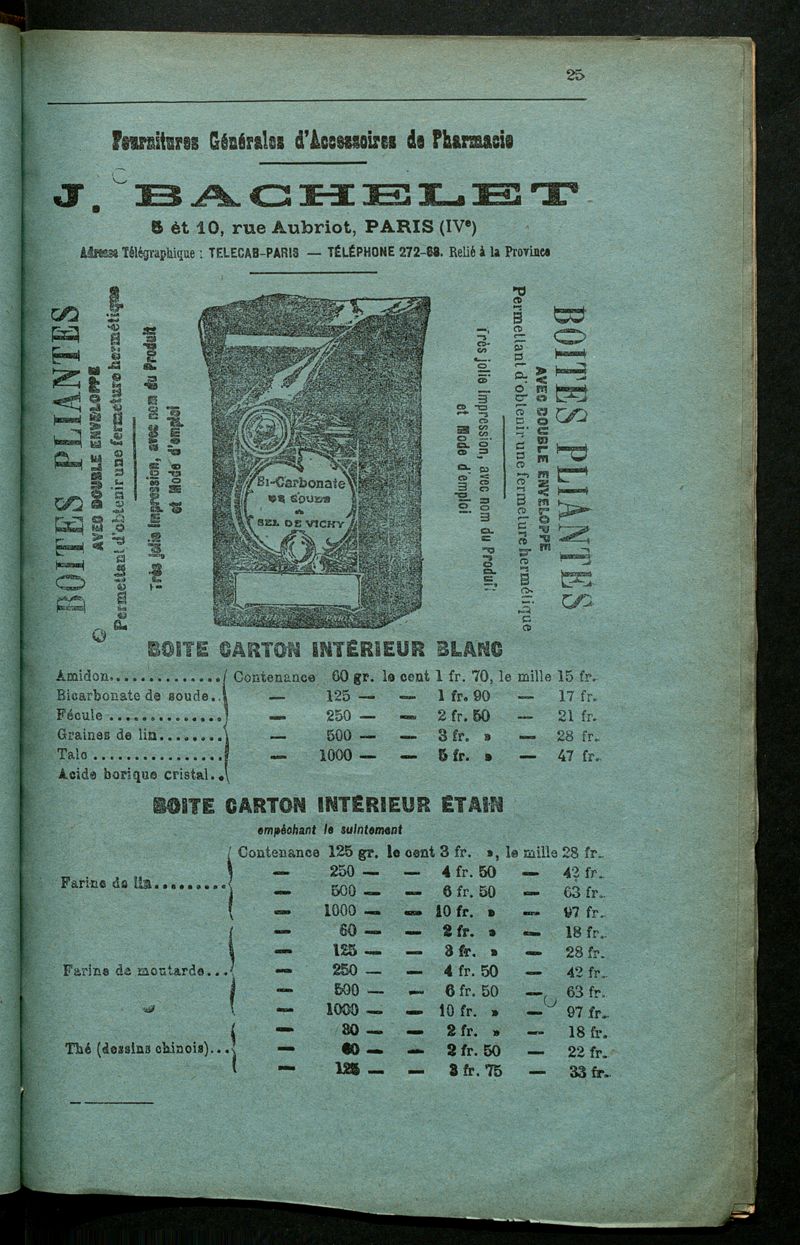 25
Fournitures Générales d'Accessoires de Pharmacie
J. BACHELET
8 et 10, rue Aubriot, PARIS (IVe)
Adresse Télégraphique : TELECAB-PARIS — TÉLÉPHONE 272-68. Relié à la Province
BOITES PLIANTES
AVEC DOUBLE ENVELOPPE
Permettant d'obtenir une fermeture hermétique
Très jolie impression, avec nom du Produit
et Mode d'emploi
Bi-Carbonate
DE SOUDE
SEL DE VICHY
Très jolie impression, avec nom du Produit
et Mode d'emploi
Permettant d'obtenir une fermeture hermétique
AVEC DOUBLE ENVELOPPE
BOITES PLIANTES
BOITE CARTON INTÉRIEUR BLANC
Amidon.............. Contenance 60 gr. le cent 1 fr. 70, le mille 15 fr.
Bicarbonate de soude.. — 125 — — 1 fr. 90 — 17 fr.
Fécule .............. — 250 — — 2 fr. 50 — 21 fr.
Graines de lin........ — 500 — — 3 fr. » — 28 fr.
Talc ................ — 1000 — — 5 fr. » — 47 fr.
Acide borique cristal..
BOITE CARTON INTÉRIEUR ÉTAIN
empêchant le suintement
Contenance 125 gr. le cent 3 fr. », le mille 28 fr.
— 250 — — 4 fr. 50 — 42 fr.
Farine de lin.......... — 500 — — 6 fr. 50 — 63 fr.
— 1000 — — 10 fr. » — 97 fr.
— 60 — — 2 fr. » — 18 fr.
— 125 — — 3 fr. » — 28 fr.
Farine de moutarde... — 250 — — 4 fr. 50 — 42 fr.
— 500 — — 6 fr. 50 — 63 fr.
— 1000 — — 10 fr. » — 97 fr.
— 30 — — 2 fr. » — 18 fr.
Thé (dessins chinois)... — 60 — — 2 fr. 50 — 22 fr.
— 125 — — 3 fr. 75 — 33 fr.